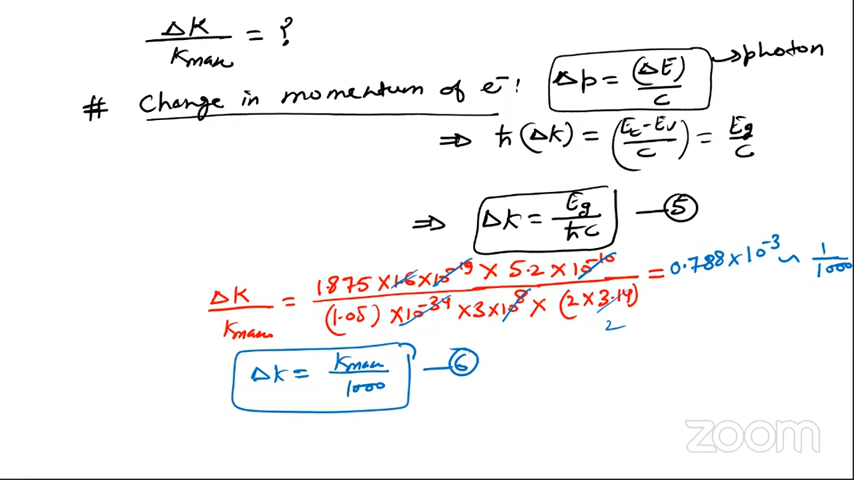 ΔK / Kmax = ?
# Change in momentum of e⁻! Δp = (ΔE) / c → photon
⇒ ħ(ΔK) = (Ec - Ev / c) = Eg / c
⇒ ΔK = Eg / ħc — ⑤
ΔK / Kmax = 1.875 × 1.6 × 10⁻¹⁹ × 5.2 × 10⁻¹⁰ / (1.05) × 10⁻³⁴ × 3 × 10⁸ × (2 × 3.14) = 0.788 × 10⁻³ ~ 1 / 1000
2
Δk = Kmax / 1000 — ⑥
zoom